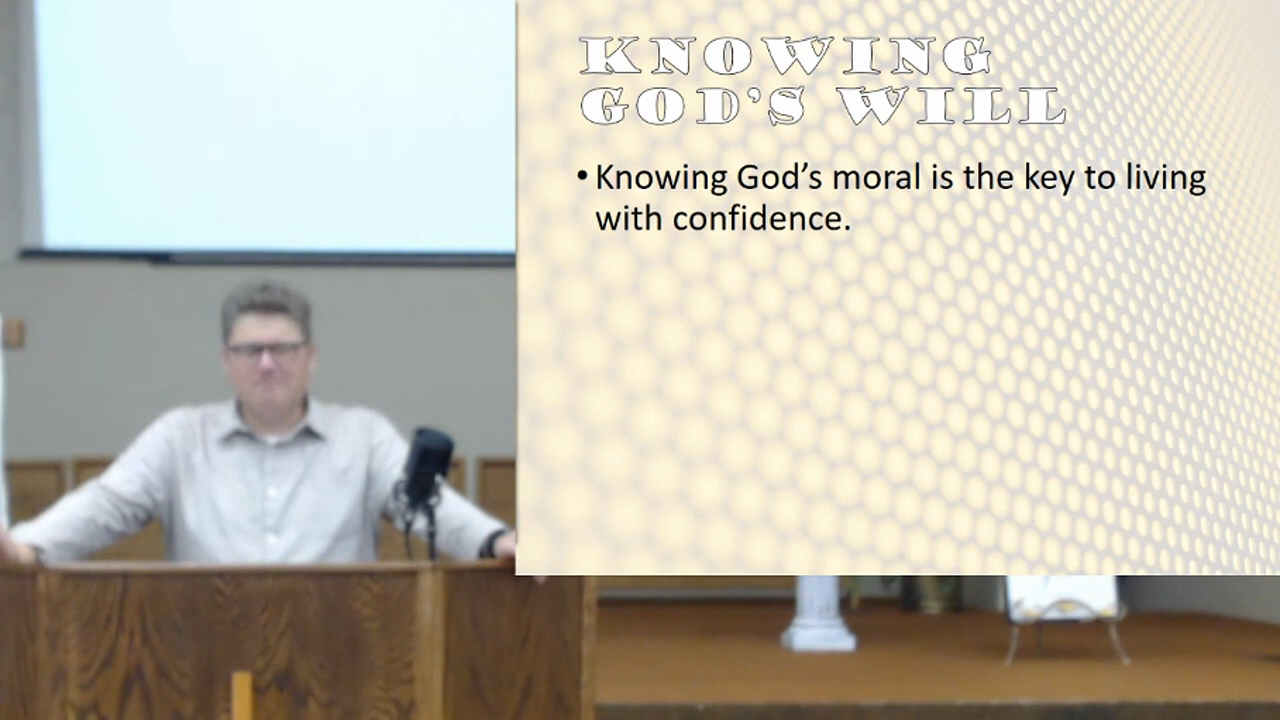 KNOWING
GOD'S WILL
• Knowing God's moral is the key to living
with confidence.